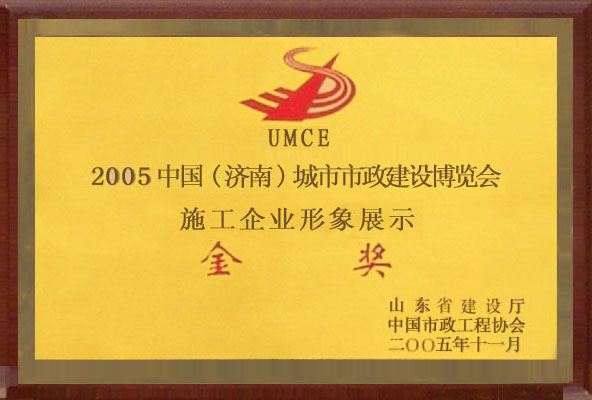 UMCE
2005中国（济南）城市市政建设博览会
施工企业形象展示
金奖
山东省建设厅
中国市政工程协会
二〇〇五年十一月